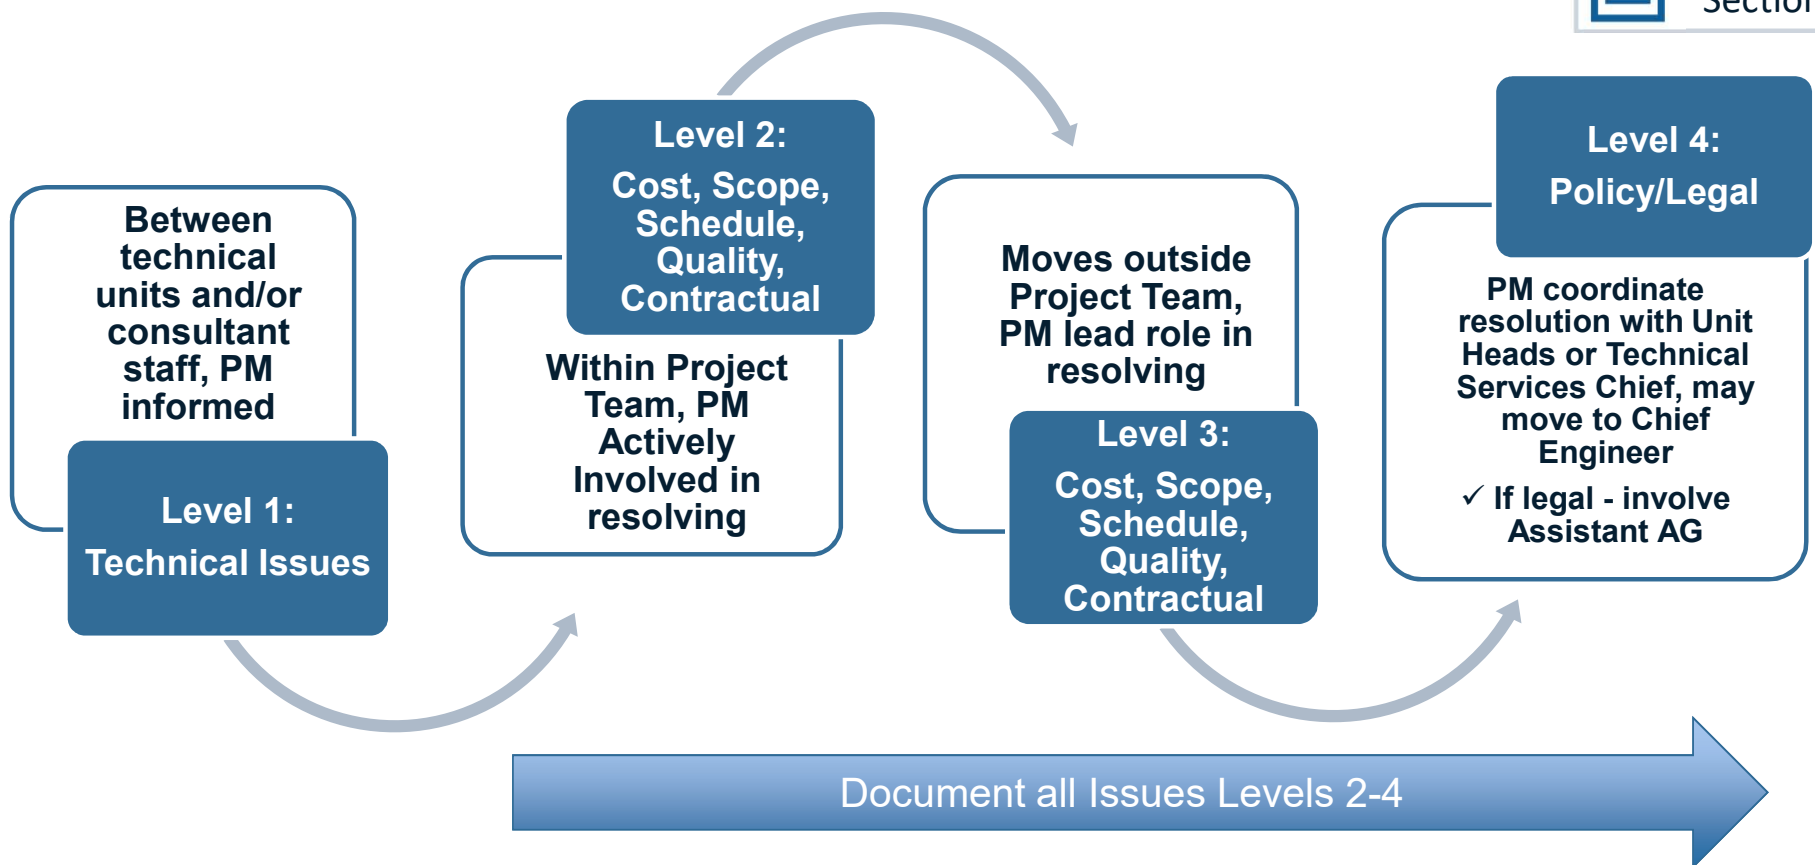 Section
Between
technical
units and/or
consultant
staff, PM
informed
Level 1:
Technical Issues
Level 2:
Cost, Scope,
Schedule,
Quality,
Contractual
Within Project
Team, PM
Actively
Involved in
resolving
Moves outside
Project Team,
PM lead role in
resolving
Level 3:
Cost, Scope,
Schedule,
Quality,
Contractual
Level 4:
Policy/Legal
PM coordinate
resolution with Unit
Heads or Technical
Services Chief, may
move to Chief
Engineer
✓ If legal - involve
Assistant AG
Document all Issues Levels 2-4